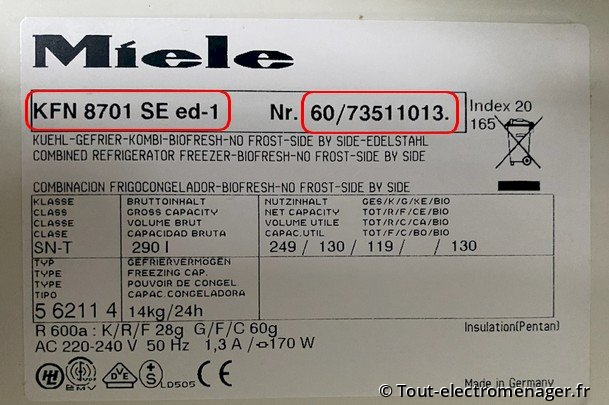 Miele
KFN 8701 SE ed-1 Nr. 60/73511013. Index 20
165
KUEHL-GEFRIER-KOMBI-BIOFRESH-NO FROST-SIDE BY SIDE-EDELSTAHL
COMBINED REFRIGERATOR FREEZER-BIOFRESH-NO FROST-SIDE BY SIDE
COMBINACION FRIGOCONGELADOR-BIOFRESH-NO FROST-SIDE BY SIDE
KLASSE BRUTTOINHALT NUTZINHALT GES/K/G/KE/BIO
CLASS GROSS CAPACITY NET CAPACITY TOT/R/F/CE/BIO
CLASSE VOLUME BRUT VOLUME UTILE TOT/R/C/CA/BIO
CLASE CAPACIDAD BRUTA CAPAC.UTIL TOT/F/C/BO/BIO
SN-T 290 l 249 / 130 / 119 / / 130
TYP GEFRIERVERMÖGEN
TYPE FREEZING CAP.
TYPE POUVOIR DE CONGEL
TIPO CAPAC.CONGELADORA
5 6211 4 14kg/24h
R 600a : K/R/F 28g G/F/C 60g Insulation(Pentan)
AC 220-240 V 50 Hz 1,3 A / 170 W
EMV DVE +S LD505 CE
Made in Germany
© Tout-electromenager.fr